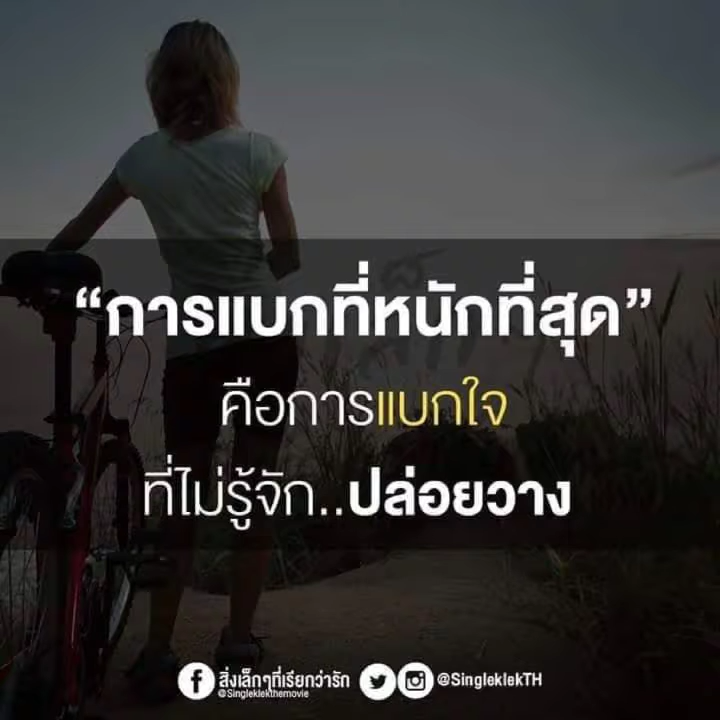 “การแบกที่หนักที่สุด”
คือการแบกใจ
ที่ไม่รู้จัก..ปล่อยวาง
สิ่งเล็กๆที่เรียกว่ารัก
@Singleklekthemovie
@SingleklekTH